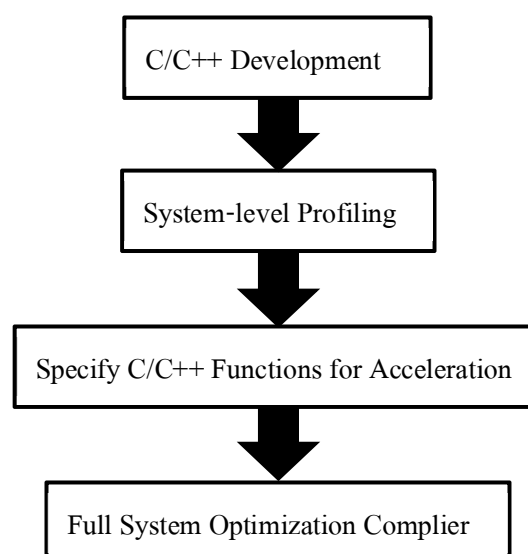 C/C++ Development
System-level Profiling
Specify C/C++ Functions for Acceleration
Full System Optimization Complier